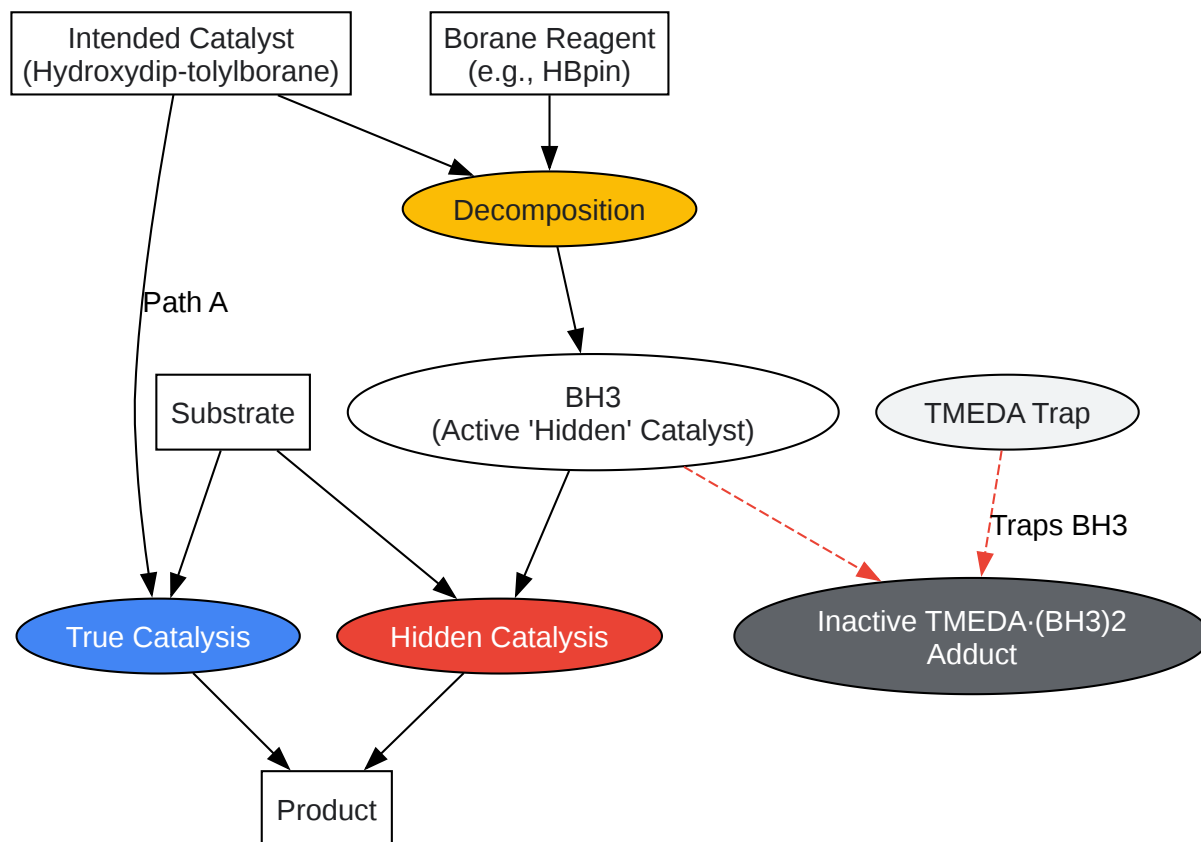 Intended Catalyst
(Hydroxydip-tolylborane)
Borane Reagent
(e.g., HBpin)
Decomposition
Path A
Substrate
BH3
(Active 'Hidden' Catalyst)
TMEDA Trap
Traps BH3
True Catalysis
Hidden Catalysis
Inactive TMEDA·(BH3)2
Adduct
Product